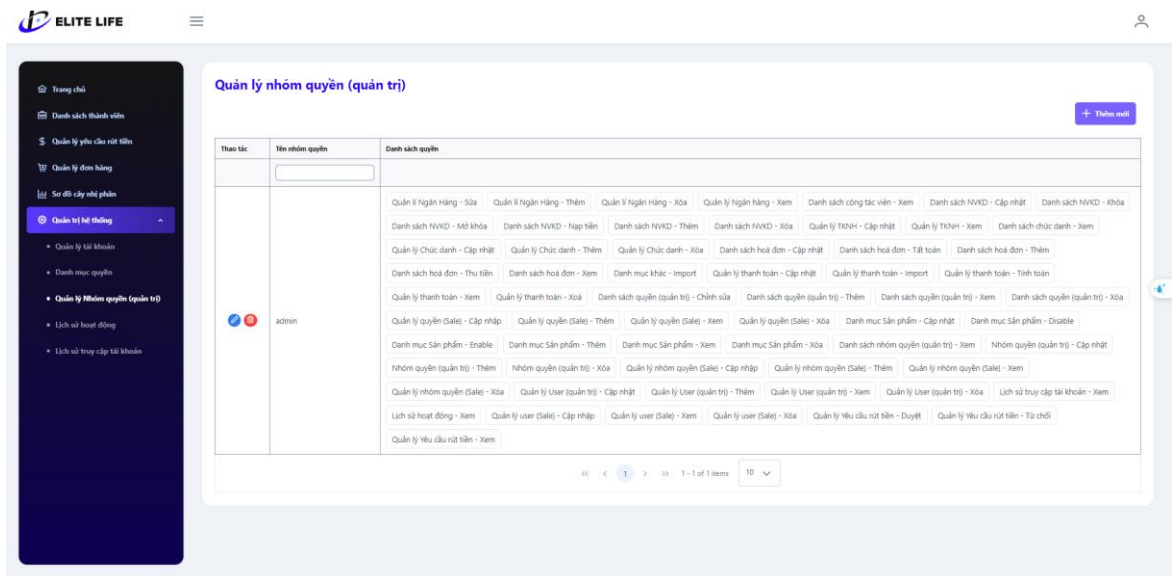 ELITE LIFE
Trang chủ
Danh sách thành viên
Quản lý yêu cầu rút tiền
Quản lý đơn hàng
Sơ đồ cây nhị phân
Quản trị hệ thống
Quản lý tài khoản
Danh mục quyền
Quản lý Nhóm quyền (quản trị)
Lịch sử hoạt động
Lịch sử truy cập tài khoản
Quản lý nhóm quyền (quản trị)
Thêm mới
Thao tác Tên nhóm quyền Danh sách quyền
admin
Quản lí Ngân Hàng - Sửa Quản lí Ngân Hàng - Thêm Quản lí Ngân Hàng - Xóa Quản lý Ngân hàng - Xem Danh sách cộng tác viên - Xem Danh sách NVKD - Cập nhật Danh sách NVKD - Khóa
Danh sách NVKD - Mở khóa Danh sách NVKD - Nạp tiền Danh sách NVKD - Thêm Danh sách NVKD - Xóa Quản lý TKNH - Cập nhật Quản lý TKNH - Xem Danh sách chức danh - Xem
Quản lý Chức danh - Cập nhật Quản lý Chức danh - Thêm Quản lý Chức danh - Xóa Danh sách hoá đơn - Cập nhật Danh sách hoá đơn - Tất toán Danh sách hoá đơn - Thêm
Danh sách hoá đơn - Thu tiền Danh sách hoá đơn - Xem Danh mục khác - Import Quản lý thanh toán - Cập nhật Quản lý thanh toán - Import Quản lý thanh toán - Tính toán
Quản lý thanh toán - Xem Quản lý thanh toán - Xoá Danh sách quyền (quản trị) - Chỉnh sửa Danh sách quyền (quản trị) - Thêm Danh sách quyền (quản trị) - Xem Danh sách quyền (quản trị) - Xóa
Quản lý quyền (Sale) - Cập nhập Quản lý quyền (Sale) - Thêm Quản lý quyền (Sale) - Xem Quản lý quyền (Sale) - Xóa Danh mục Sản phẩm - Cập nhật Danh mục Sản phẩm - Disable
Danh mục Sản phẩm - Enable Danh mục Sản phẩm - Thêm Danh mục Sản phẩm - Xem Danh mục Sản phẩm - Xóa Danh sách nhóm quyền (quản trị) - Xem Nhóm quyền (quản trị) - Cập nhật
Nhóm quyền (quản trị) - Thêm Nhóm quyền (quản trị) - Xóa Quản lý nhóm quyền (Sale) - Cập nhập Quản lý nhóm quyền (Sale) - Thêm Quản lý nhóm quyền (Sale) - Xem
Quản lý nhóm quyền (Sale) - Xóa Quản lý User (quản trị) - Cập nhật Quản lý User (quản trị) - Thêm Quản lý User (quản trị) - Xem Quản lý User (quản trị) - Xóa Lịch sử truy cập tài khoản - Xem
Lịch sử hoạt động - Xem Quản lý user (Sale) - Cập nhập Quản lý user (Sale) - Xem Quản lý user (Sale) - Xóa Quản lý Yêu cầu rút tiền - Duyệt Quản lý Yêu cầu rút tiền - Từ chối
Quản lý Yêu cầu rút tiền - Xem
1 1 - 1 of 1 items 10